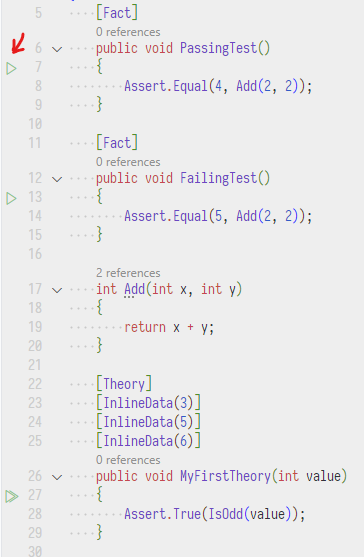 5 [Fact]
0 references
6 public void PassingTest()
7 {
8 Assert.Equal(4, Add(2, 2));
9 }
10
11 [Fact]
0 references
12 public void FailingTest()
13 {
14 Assert.Equal(5, Add(2, 2));
15 }
16
2 references
17 int Add(int x, int y)
18 {
19 return x + y;
20 }
21
22 [Theory]
23 [InlineData(3)]
24 [InlineData(5)]
25 [InlineData(6)]
0 references
26 public void MyFirstTheory(int value)
27 {
28 Assert.True(IsOdd(value));
29 }
30